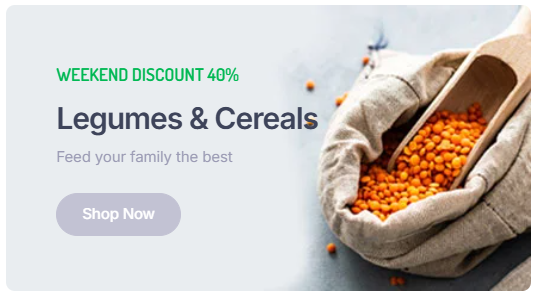 WEEKEND DISCOUNT 40%
Legumes & Cereals
Feed your family the best
Shop Now